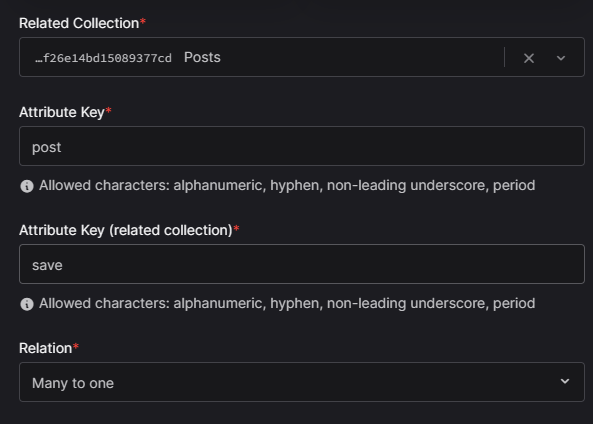 Related Collection*
…f26e14bd15089377cd Posts
Attribute Key*
post
Allowed characters: alphanumeric, hyphen, non-leading underscore, period
Attribute Key (related collection)*
save
Allowed characters: alphanumeric, hyphen, non-leading underscore, period
Relation*
Many to one